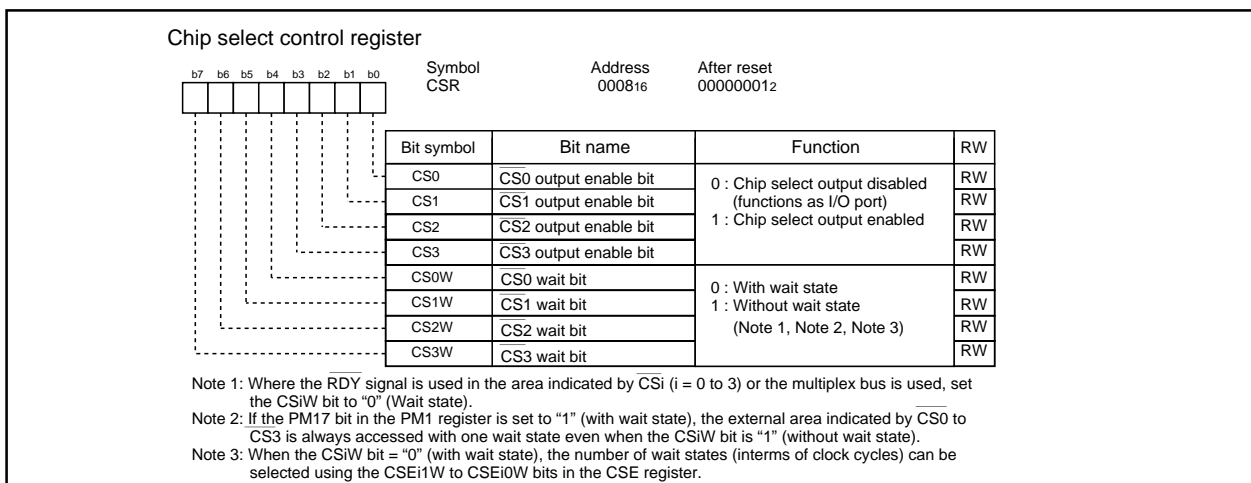 Chip select control register
b7 b6 b5 b4 b3 b2 b1 b0
Symbol Address After reset
CSR 000816 000000012
Bit symbol Bit name Function RW
CS0 CS0 output enable bit RW
CS1 CS1 output enable bit RW
CS2 CS2 output enable bit RW
CS3 CS3 output enable bit RW
0 : Chip select output disabled
(functions as I/O port)
1 : Chip select output enabled
CS0W CS0 wait bit RW
CS1W CS1 wait bit RW
CS2W CS2 wait bit RW
CS3W CS3 wait bit RW
0 : With wait state
1 : Without wait state
(Note 1, Note 2, Note 3)
Note 1: Where the RDY signal is used in the area indicated by CSi (i = 0 to 3) or the multiplex bus is used, set
the CSiW bit to “0” (Wait state).
Note 2: If the PM17 bit in the PM1 register is set to “1” (with wait state), the external area indicated by CS0 to
CS3 is always accessed with one wait state even when the CSiW bit is “1” (without wait state).
Note 3: When the CSiW bit = “0” (with wait state), the number of wait states (interms of clock cycles) can be
selected using the CSEi1W to CSEi0W bits in the CSE register.